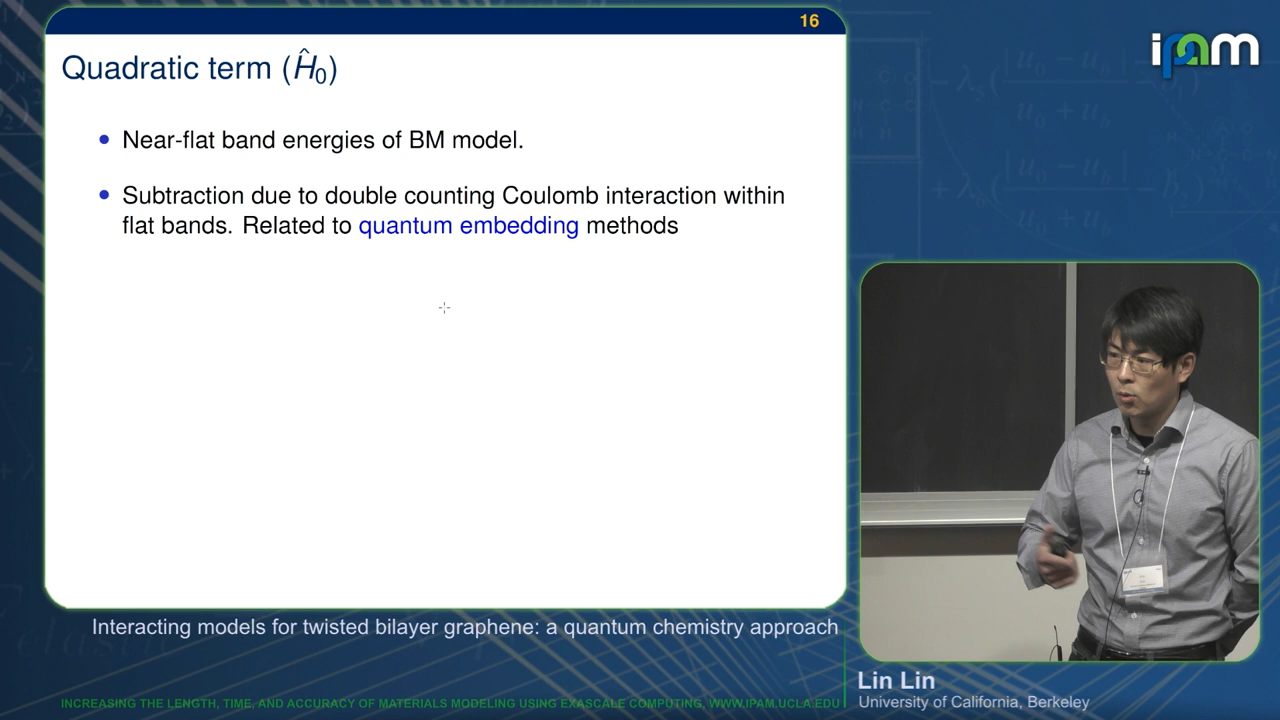 16
ipam
Quadratic term (Ĥ₀)
Near-flat band energies of BM model.
Subtraction due to double counting Coulomb interaction within
flat bands. Related to quantum embedding methods
Interacting models for twisted bilayer graphene: a quantum chemistry approach
Lin Lin
University of California, Berkeley
INCREASING THE LENGTH, TIME, AND ACCURACY OF MATERIALS MODELING USING EXASCALE COMPUTING, WWW.IPAM.UCLA.EDU